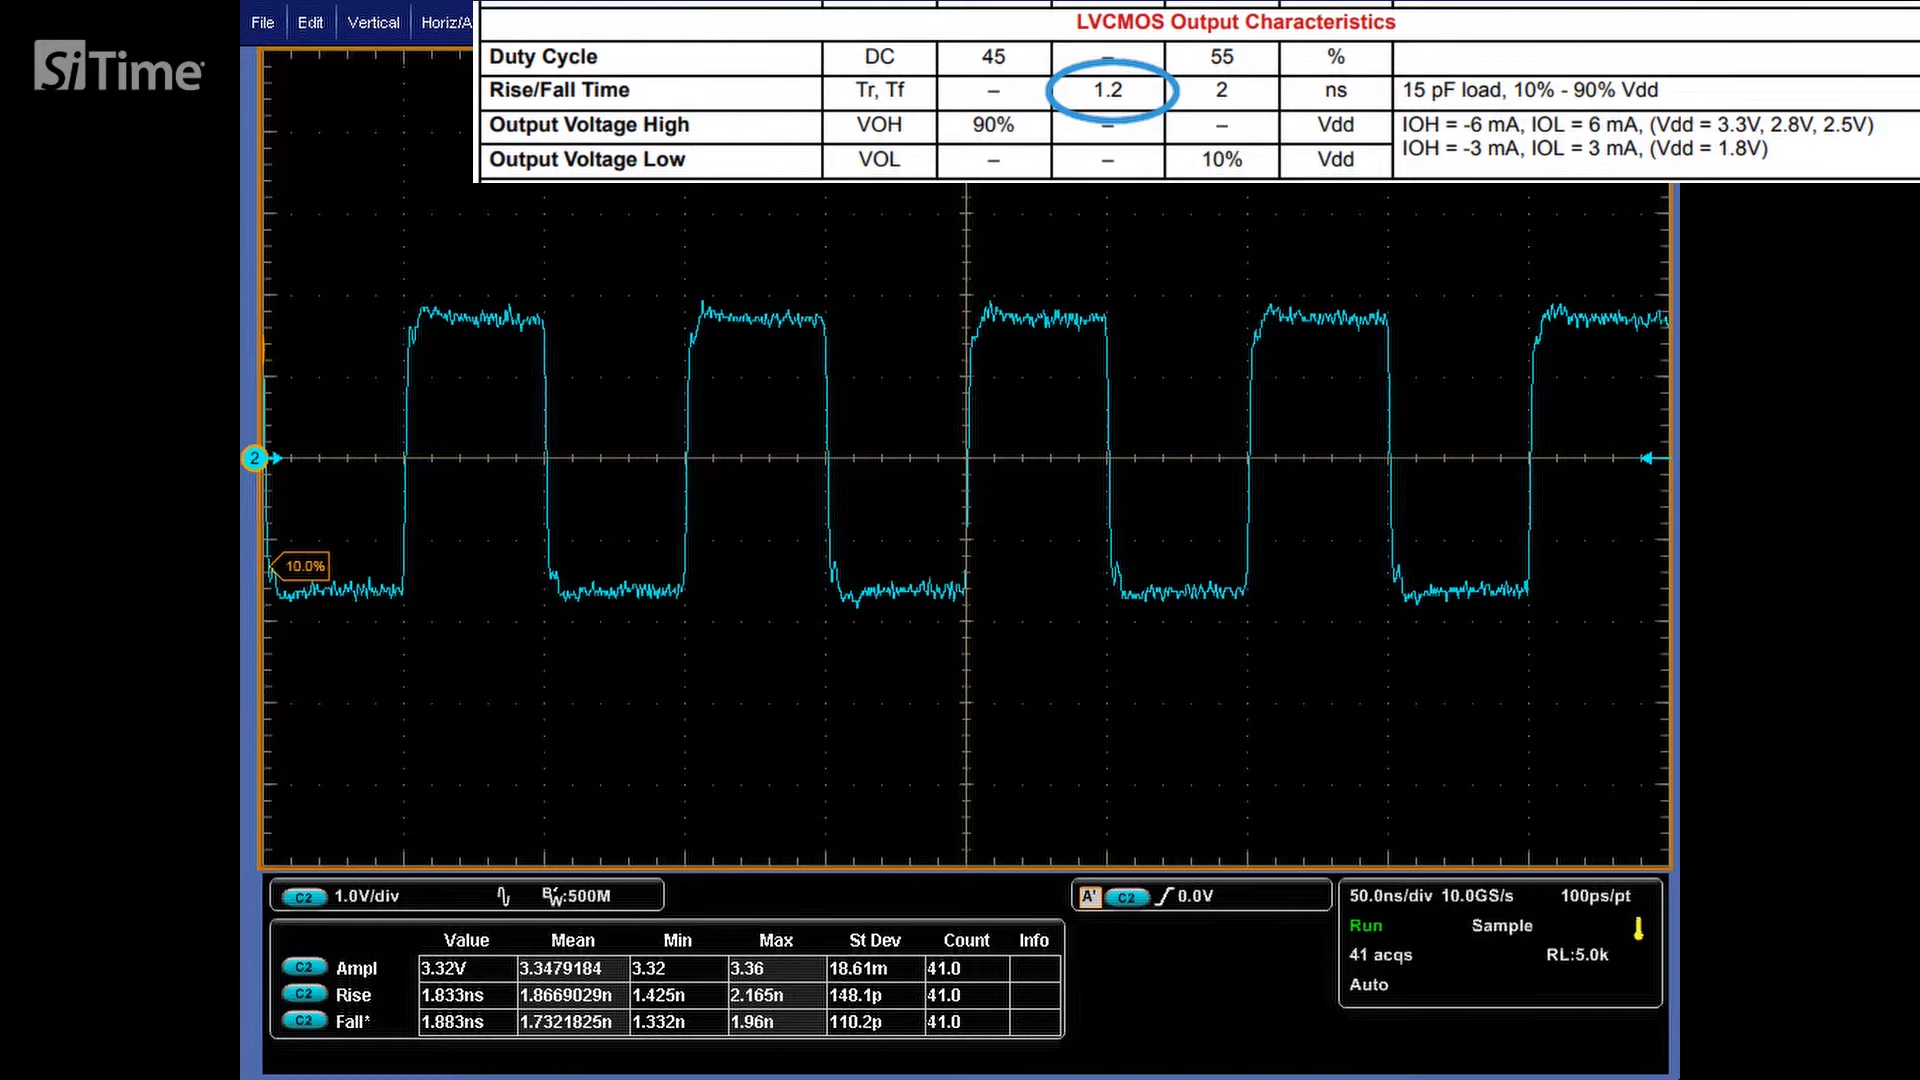 SiTime
File Edit Vertical Horiz/A
LVCMOS Output Characteristics
Duty Cycle DC 45 – 55 %
Rise/Fall Time Tr, Tf – 1.2 2 ns 15 pF load, 10% - 90% Vdd
Output Voltage High VOH 90% – – Vdd IOH = -6 mA, IOL = 6 mA, (Vdd = 3.3V, 2.8V, 2.5V)
IOH = -3 mA, IOL = 3 mA, (Vdd = 1.8V)
Output Voltage Low VOL – – 10% Vdd
2
10.0%
C2 1.0V/div BW:500M
A' C2 0.0V
50.0ns/div 10.0GS/s 100ps/pt
Run Sample
41 acqs RL:5.0k
Auto
Value Mean Min Max St Dev Count Info
C2 Ampl 3.32V 3.3479184 3.32 3.36 18.61m 41.0
C2 Rise 1.833ns 1.8669029n 1.425n 2.165n 148.1p 41.0
C2 Fall* 1.883ns 1.7321825n 1.332n 1.96n 110.2p 41.0